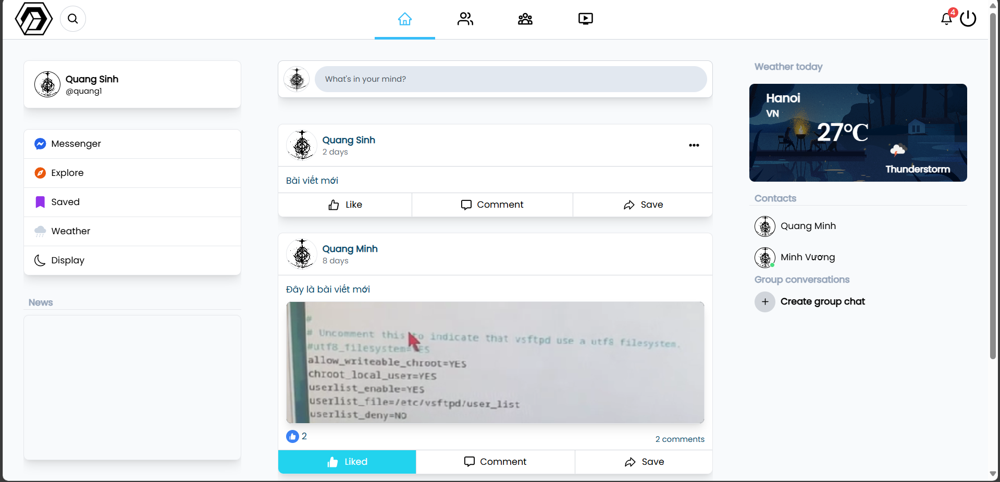 4
Quang Sinh
@quang1
Messenger
Explore
Saved
Weather
Display
News
What's in your mind?
Quang Sinh
2 days
Bài viết mới
Like
Comment
Save
Quang Minh
8 days
Đây là bài viết mới
#
# Uncomment this to indicate that vsftpd use a utf8 filesystem.
#utf8_filesystem=YES
allow_writeable_chroot=YES
chroot_local_user=YES
userlist_enable=YES
userlist_file=/etc/vsftpd/user_list
userlist_deny=NO
2
2 comments
Liked
Comment
Save
Weather today
Hanoi
VN
27°C
Thunderstorm
Contacts
Quang Minh
Minh Vương
Group conversations
Create group chat